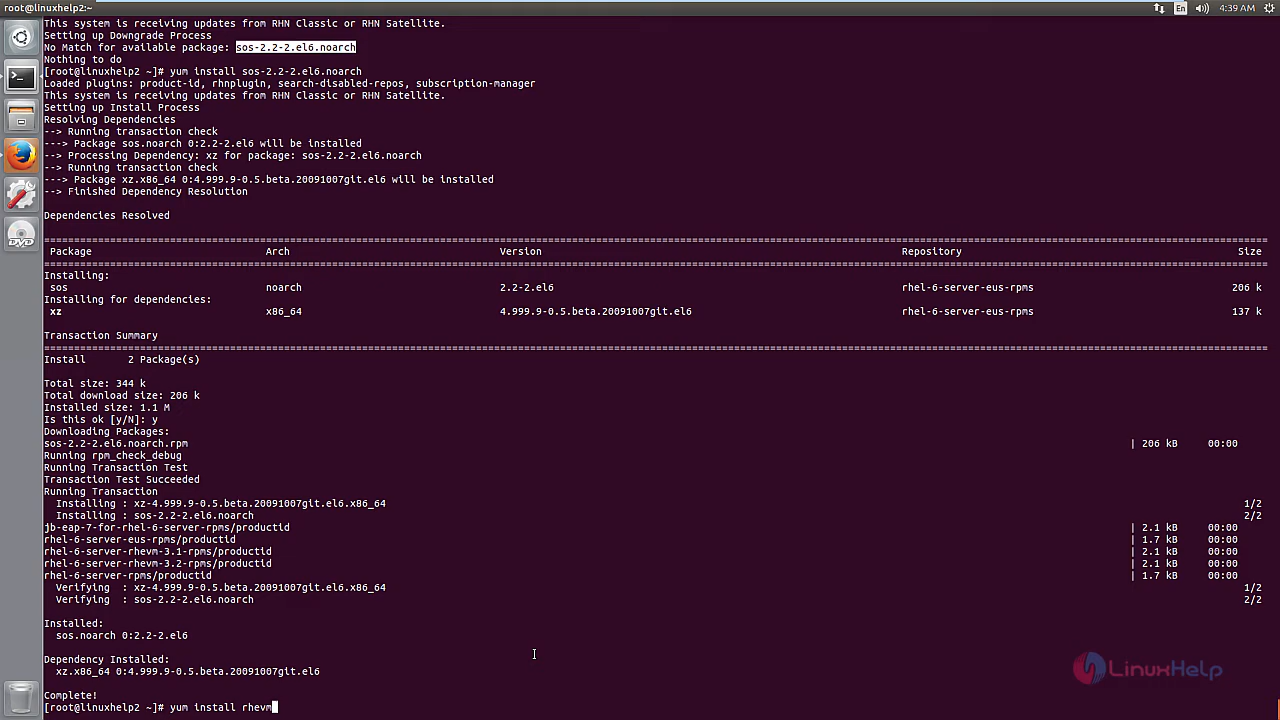 root@linuxhelp2:~
En
4:39 AM
This system is receiving updates from RHN Classic or RHN Satellite.
Setting up Downgrade Process
No Match for available package: sos-2.2-2.el6.noarch
Nothing to do
[root@linuxhelp2 ~]# yum install sos-2.2-2.el6.noarch
Loaded plugins: product-id, rhnplugin, search-disabled-repos, subscription-manager
This system is receiving updates from RHN Classic or RHN Satellite.
Setting up Install Process
Resolving Dependencies
--> Running transaction check
---> Package sos.noarch 0:2.2-2.el6 will be installed
--> Processing Dependency: xz for package: sos-2.2-2.el6.noarch
--> Running transaction check
---> Package xz.x86_64 0:4.999.9-0.5.beta.20091007git.el6 will be installed
--> Finished Dependency Resolution
Dependencies Resolved
Package Arch Version Repository Size
Installing:
sos noarch 2.2-2.el6 rhel-6-server-eus-rpms 206 k
Installing for dependencies:
xz x86_64 4.999.9-0.5.beta.20091007git.el6 rhel-6-server-eus-rpms 137 k
Transaction Summary
Install 2 Package(s)
Total size: 344 k
Total download size: 206 k
Installed size: 1.1 M
Is this ok [y/N]: y
Downloading Packages:
sos-2.2-2.el6.noarch.rpm | 206 kB 00:00
Running rpm_check_debug
Running Transaction Test
Transaction Test Succeeded
Running Transaction
Installing : xz-4.999.9-0.5.beta.20091007git.el6.x86_64 1/2
Installing : sos-2.2-2.el6.noarch 2/2
jb-eap-7-for-rhel-6-server-rpms/productid | 2.1 kB 00:00
rhel-6-server-eus-rpms/productid | 1.7 kB 00:00
rhel-6-server-rhevm-3.1-rpms/productid | 2.1 kB 00:00
rhel-6-server-rhevm-3.2-rpms/productid | 2.1 kB 00:00
rhel-6-server-rpms/productid | 1.7 kB 00:00
Verifying : xz-4.999.9-0.5.beta.20091007git.el6.x86_64 1/2
Verifying : sos-2.2-2.el6.noarch 2/2
Installed:
sos.noarch 0:2.2-2.el6
Dependency Installed:
xz.x86_64 0:4.999.9-0.5.beta.20091007git.el6
Complete!
[root@linuxhelp2 ~]# yum install rhevm
LinuxHelp
DVD